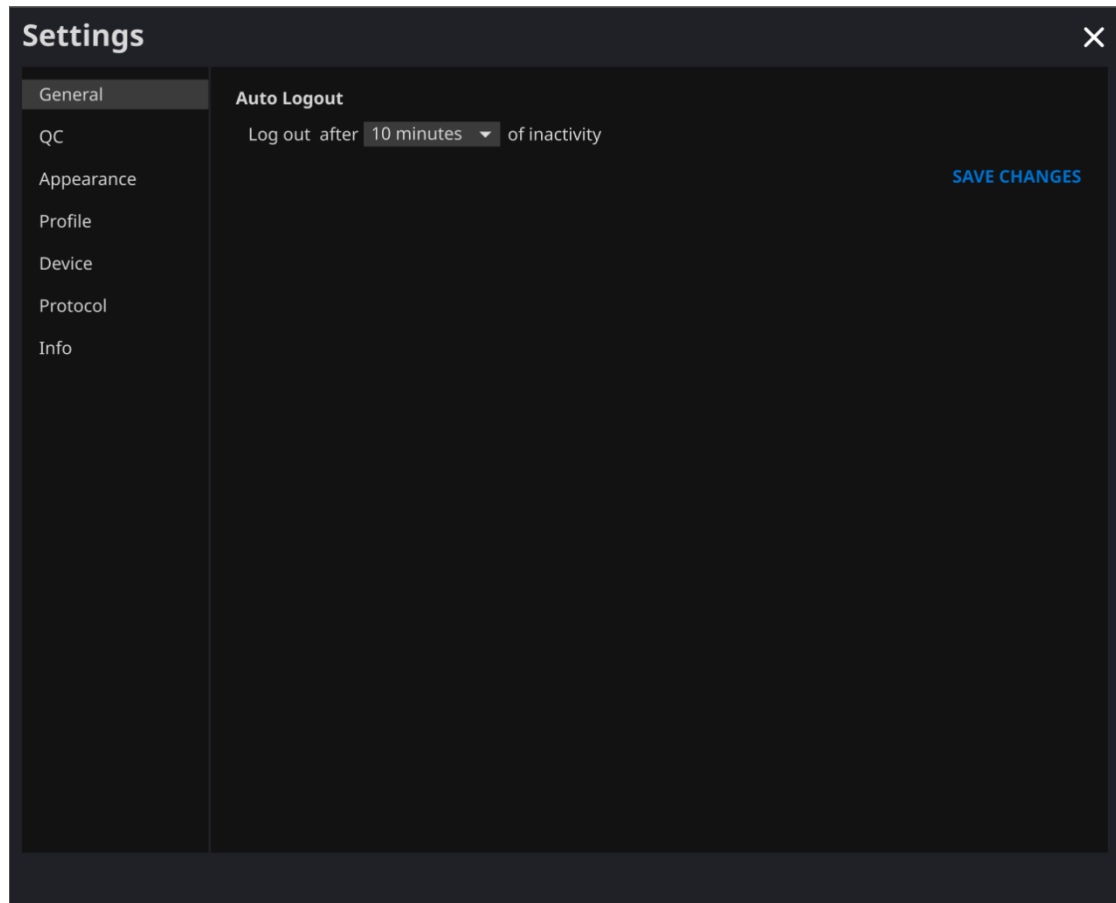 Settings
General
QC
Appearance
Profile
Device
Protocol
Info
Auto Logout
Log out after 10 minutes of inactivity
SAVE CHANGES